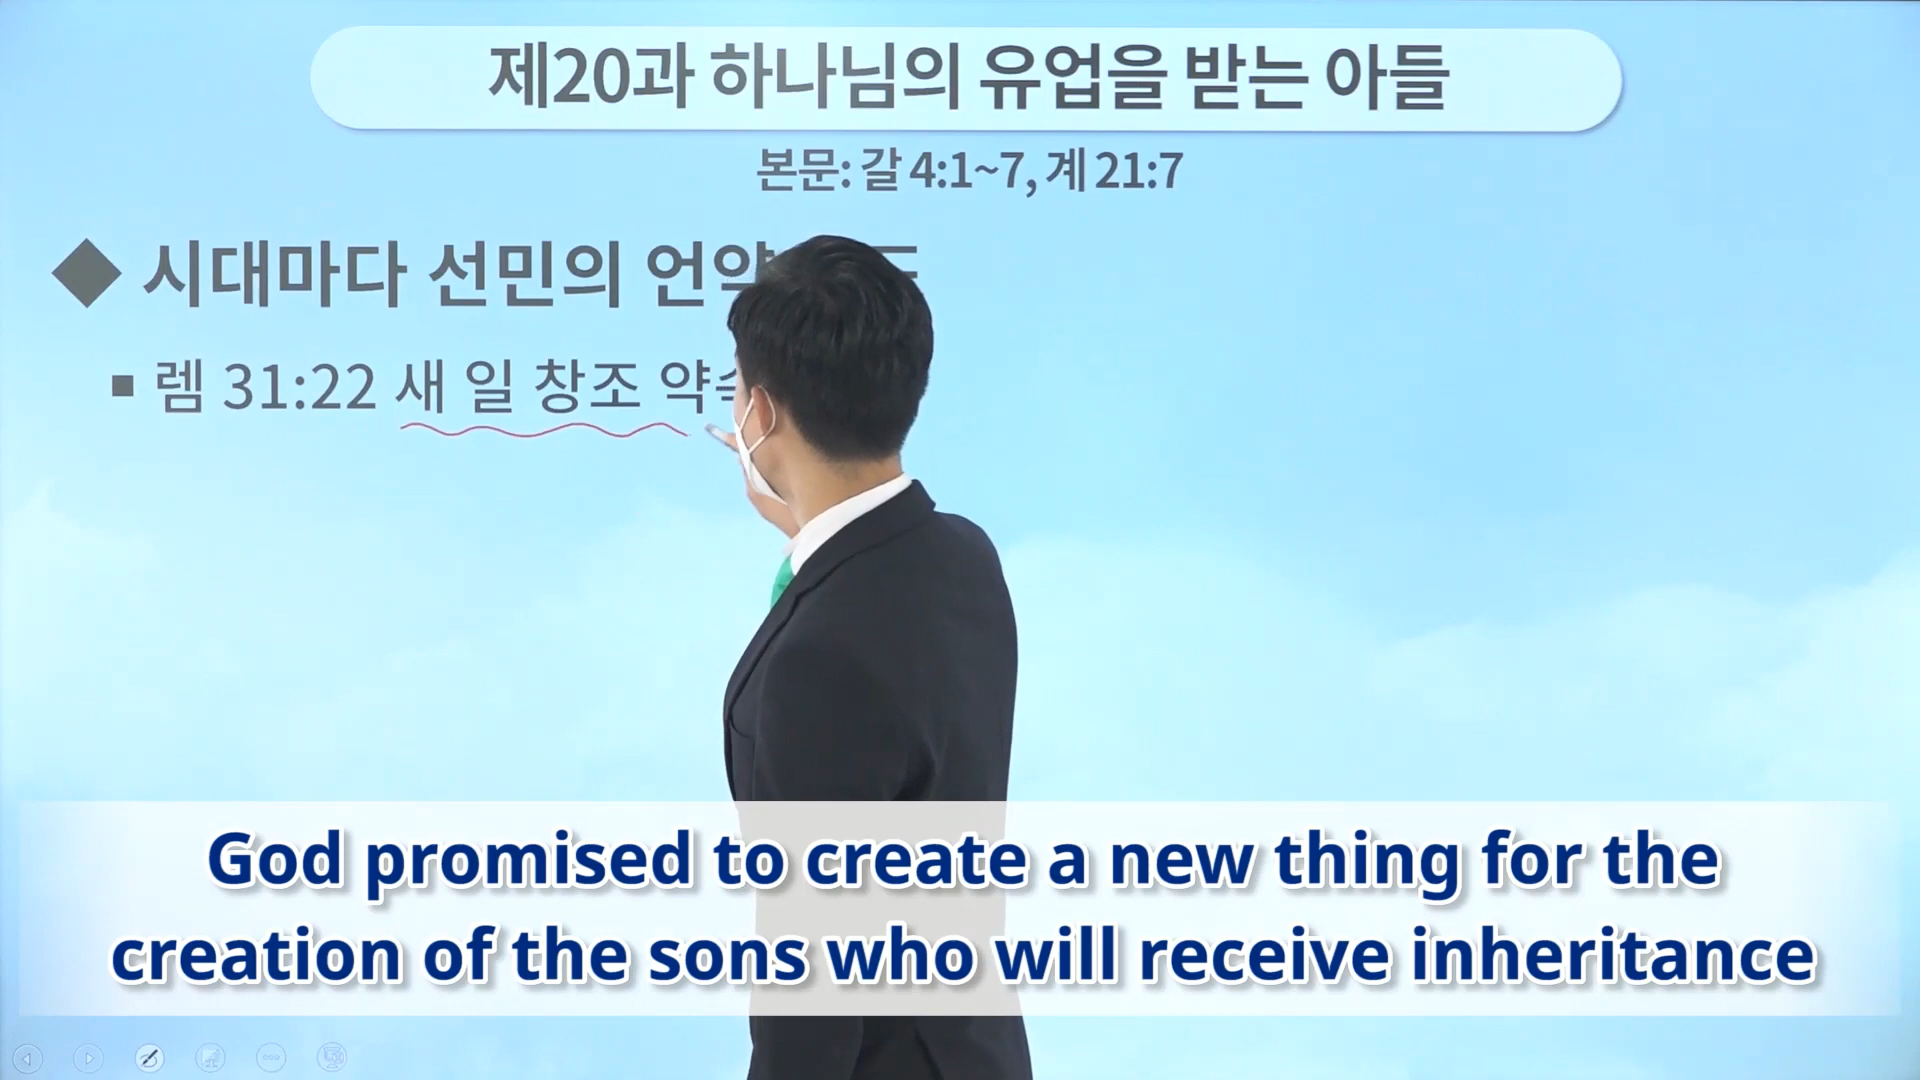 제20과 하나님의 유업을 받는 아들
본문: 갈 4:1~7, 계 21:7
◆ 시대마다 선민의 언약
▪ 렘 31:22 새 일 창조
God promised to create a new thing for the
creation of the sons who will receive inheritance